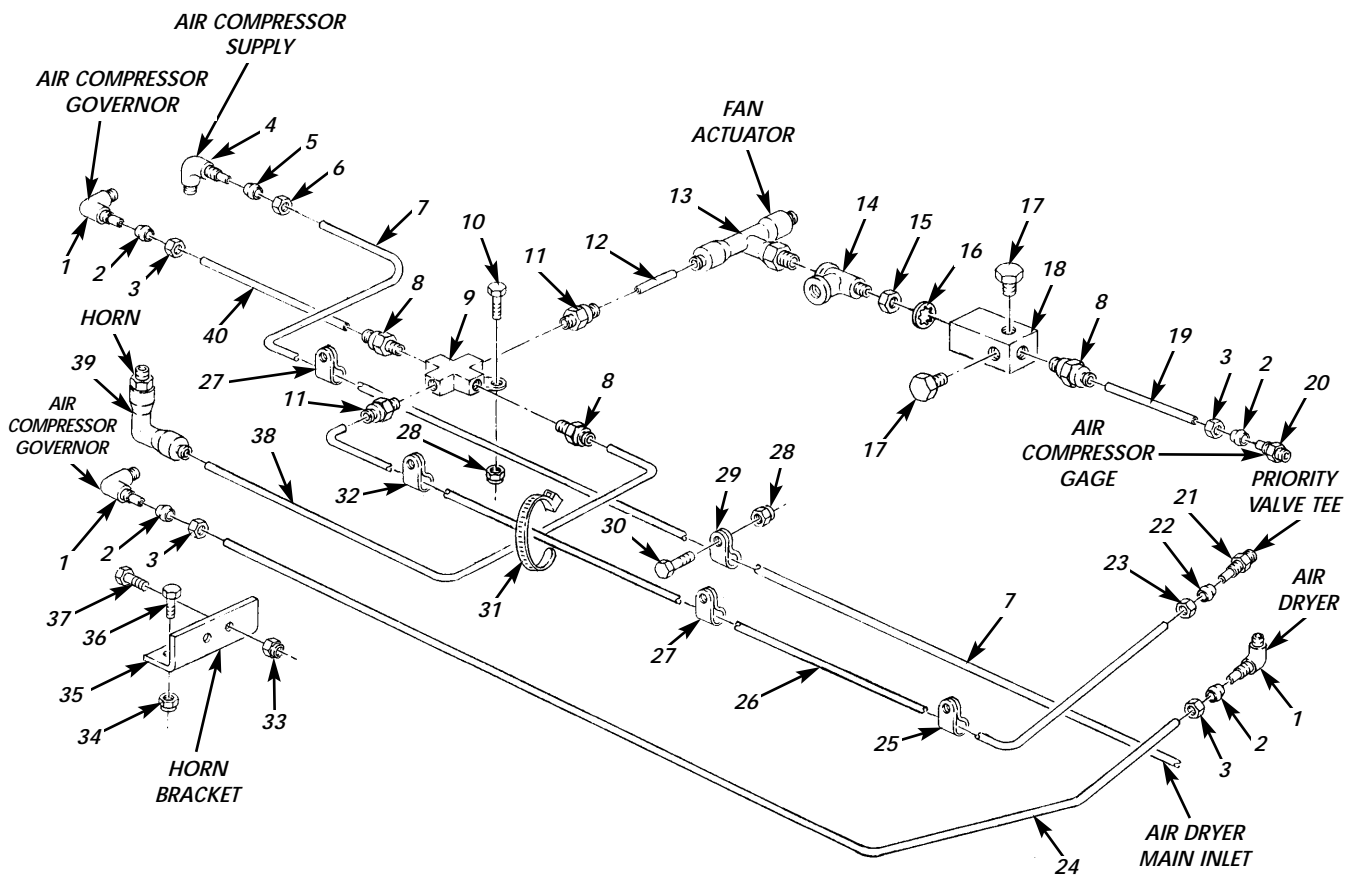 AIR COMPRESSOR
SUPPLY
AIR COMPRESSOR
GOVERNOR
4
5
6
7
FAN
ACTUATOR
13
14
15
16
17
18
8
19
3
2
20
10
11
12
1
2
3
40
8
9
HORN
39
27
11
8
17
AIR
COMPRESSOR
GAGE
PRIORITY
VALVE TEE
AIR
COMPRESSOR
GOVERNOR
38
28
32
29
28
30
31
21
22
23
AIR
DRYER
1
2
3
37
36
35
34
33
HORN
BRACKET
27
7
26
25
1
2
3
24
AIR DRYER
MAIN INLET